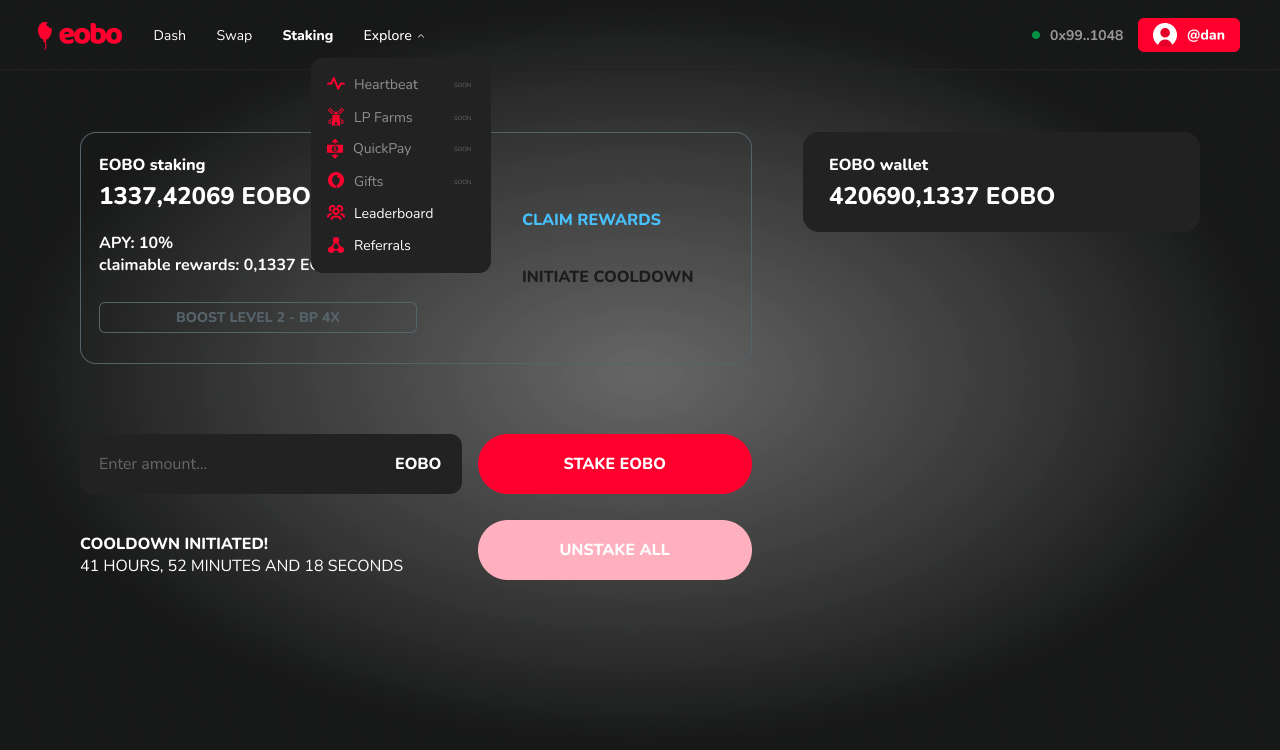 eobo
Dash
Swap
Staking
Explore
0x99..1048
@dan
Heartbeat SOON
LP Farms SOON
QuickPay SOON
Gifts SOON
Leaderboard
Referrals
EOBO staking
1337,42069 EOBO
APY: 10%
claimable rewards: 0,1337
BOOST LEVEL 2 - BP 4X
CLAIM REWARDS
INITIATE COOLDOWN
EOBO wallet
420690,1337 EOBO
Enter amount...
EOBO
STAKE EOBO
COOLDOWN INITIATED!
41 HOURS, 52 MINUTES AND 18 SECONDS
UNSTAKE ALL